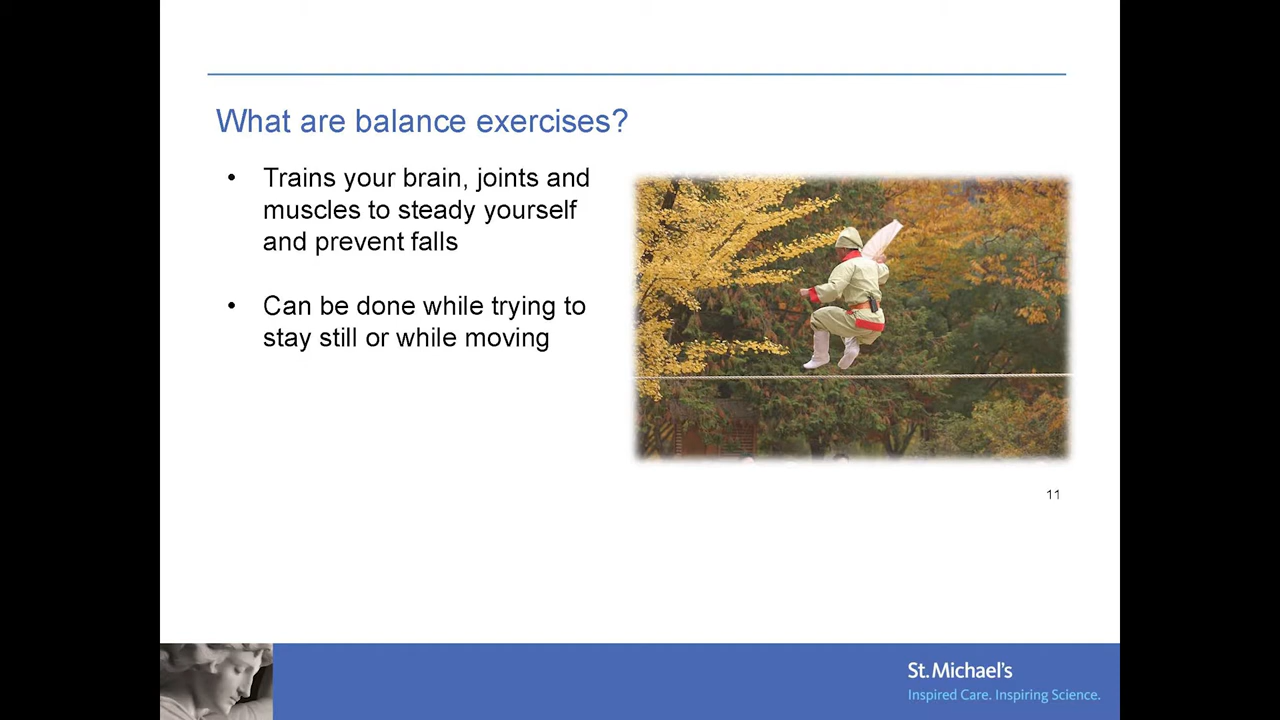 What are balance exercises?
• Trains your brain, joints and
muscles to steady yourself
and prevent falls
• Can be done while trying to
stay still or while moving
11
St. Michael's
Inspired Care. Inspiring Science.